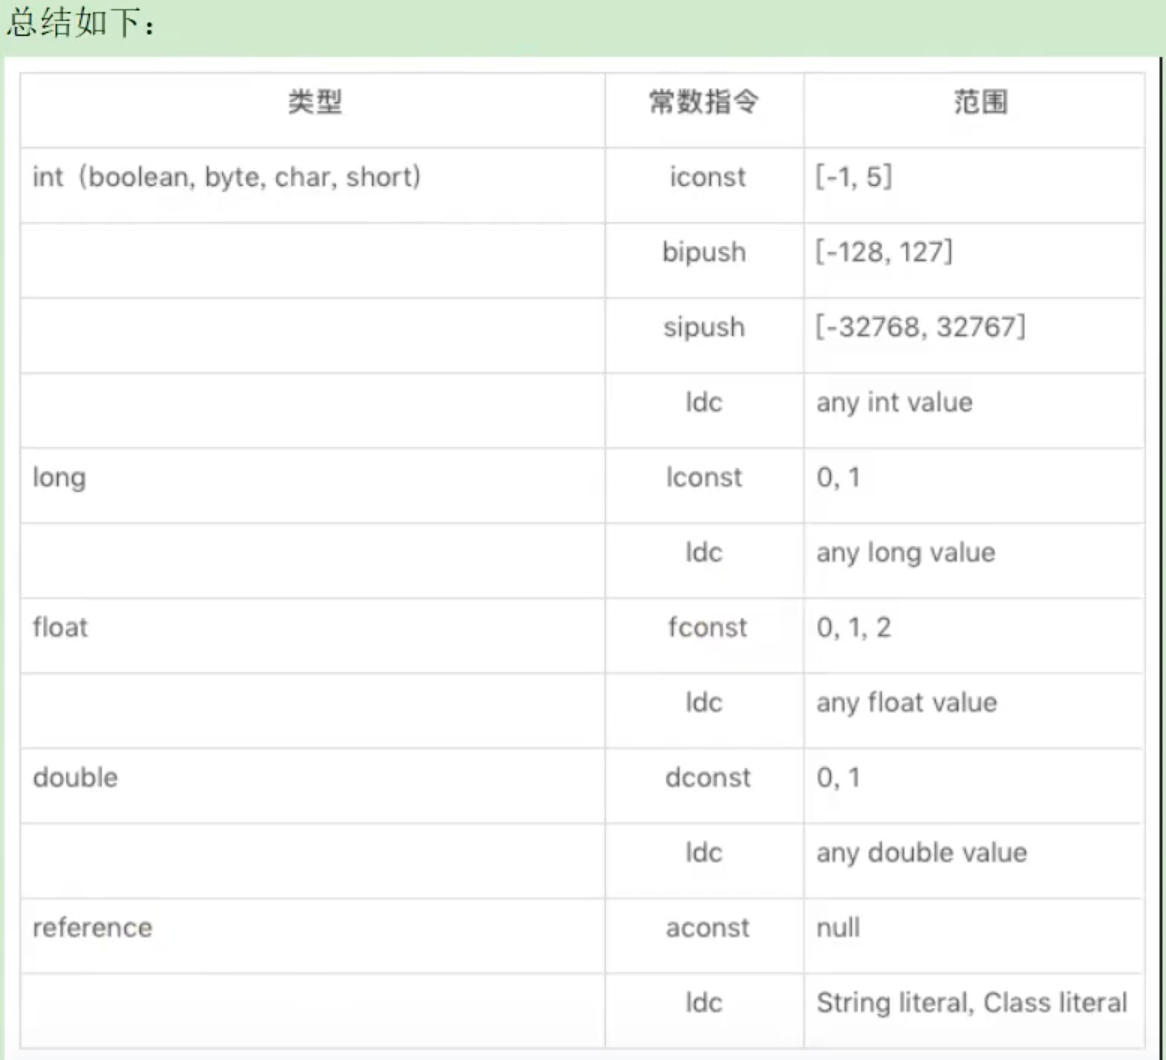 总结如下：
类型 常数指令 范围
int（boolean, byte, char, short） iconst [-1, 5]
bipush [-128, 127]
sipush [-32768, 32767]
ldc any int value
long lconst 0, 1
ldc any long value
float fconst 0, 1, 2
ldc any float value
double dconst 0, 1
ldc any double value
reference aconst null
ldc String literal, Class literal